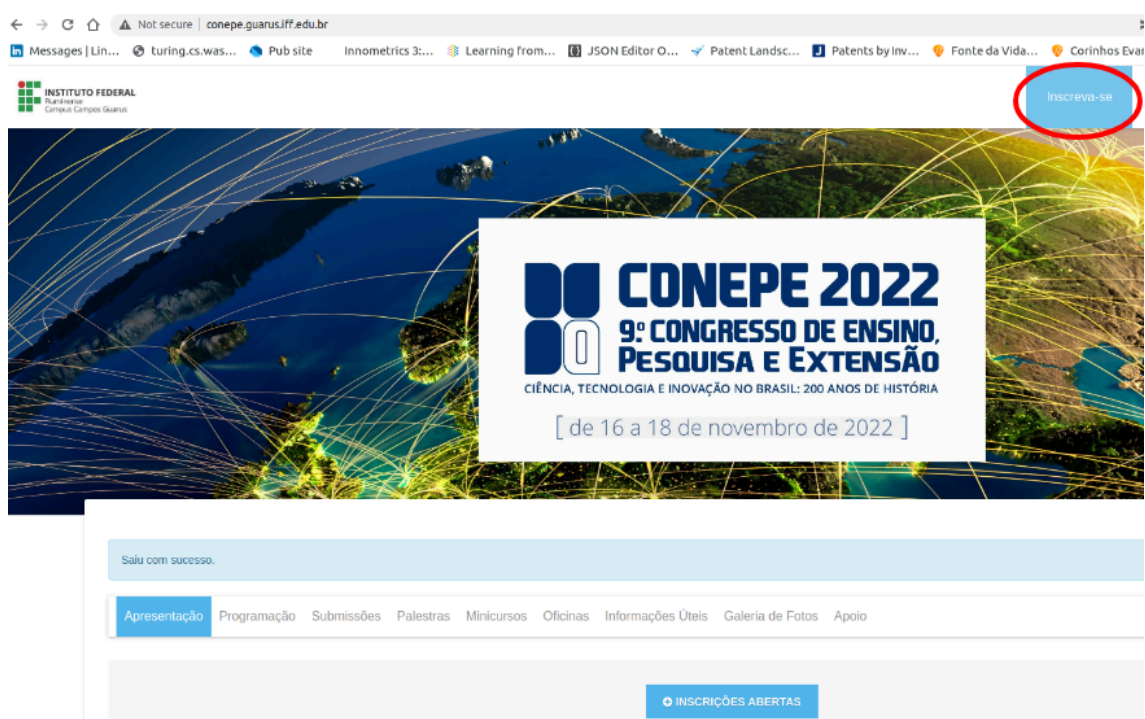 Not secure | conepe.guarus.iff.edu.br
Messages | Lin... turing.cs.was... Pub site Innometrics 3:... Learning from... JSON Editor O... Patent Landsc... Patents by Inv... Fonte da Vida... Corinhos Evan
INSTITUTO FEDERAL
Fluminense
Campus Campos Guarus
Inscreva-se
CONEPE 2022
9º CONGRESSO DE ENSINO,
PESQUISA E EXTENSÃO
CIÊNCIA, TECNOLOGIA E INOVAÇÃO NO BRASIL: 200 ANOS DE HISTÓRIA
[ de 16 a 18 de novembro de 2022 ]
Saiu com sucesso.
Apresentação Programação Submissões Palestras Minicursos Oficinas Informações Úteis Galeria de Fotos Apoio
INSCRIÇÕES ABERTAS